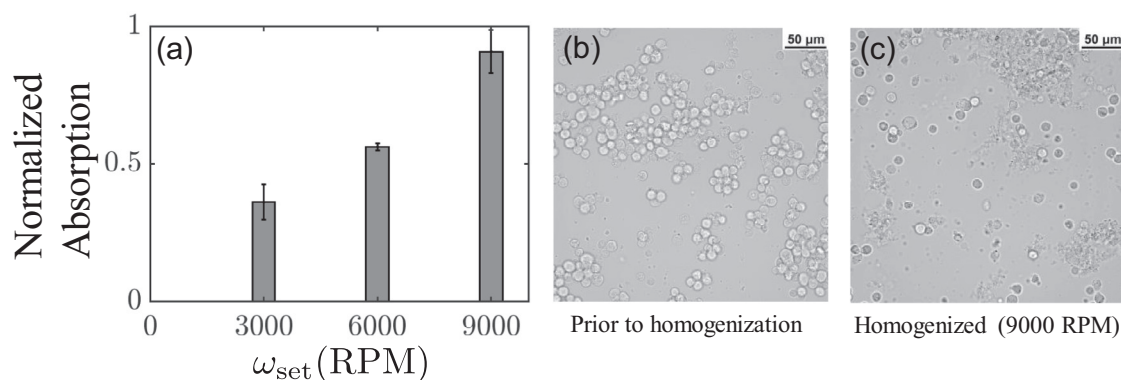 1
(a)
Normalized
Absorption
0.5
0
0
3000
6000
9000
ω_set(RPM)
(b)
50 µm
Prior to homogenization
(c)
50 µm
Homogenized (9000 RPM)